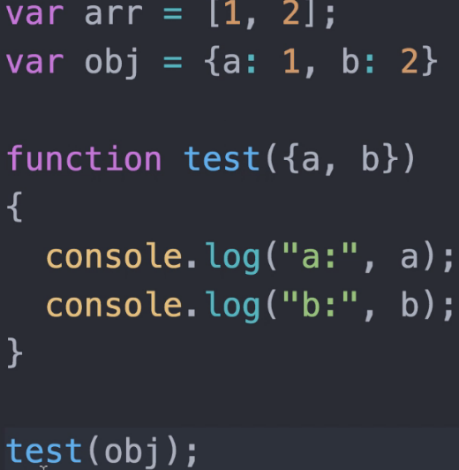 var arr = [1, 2];
var obj = {a: 1, b: 2}
function test({a, b})
{
console.log("a:", a);
console.log("b:", b);
}
test(obj);